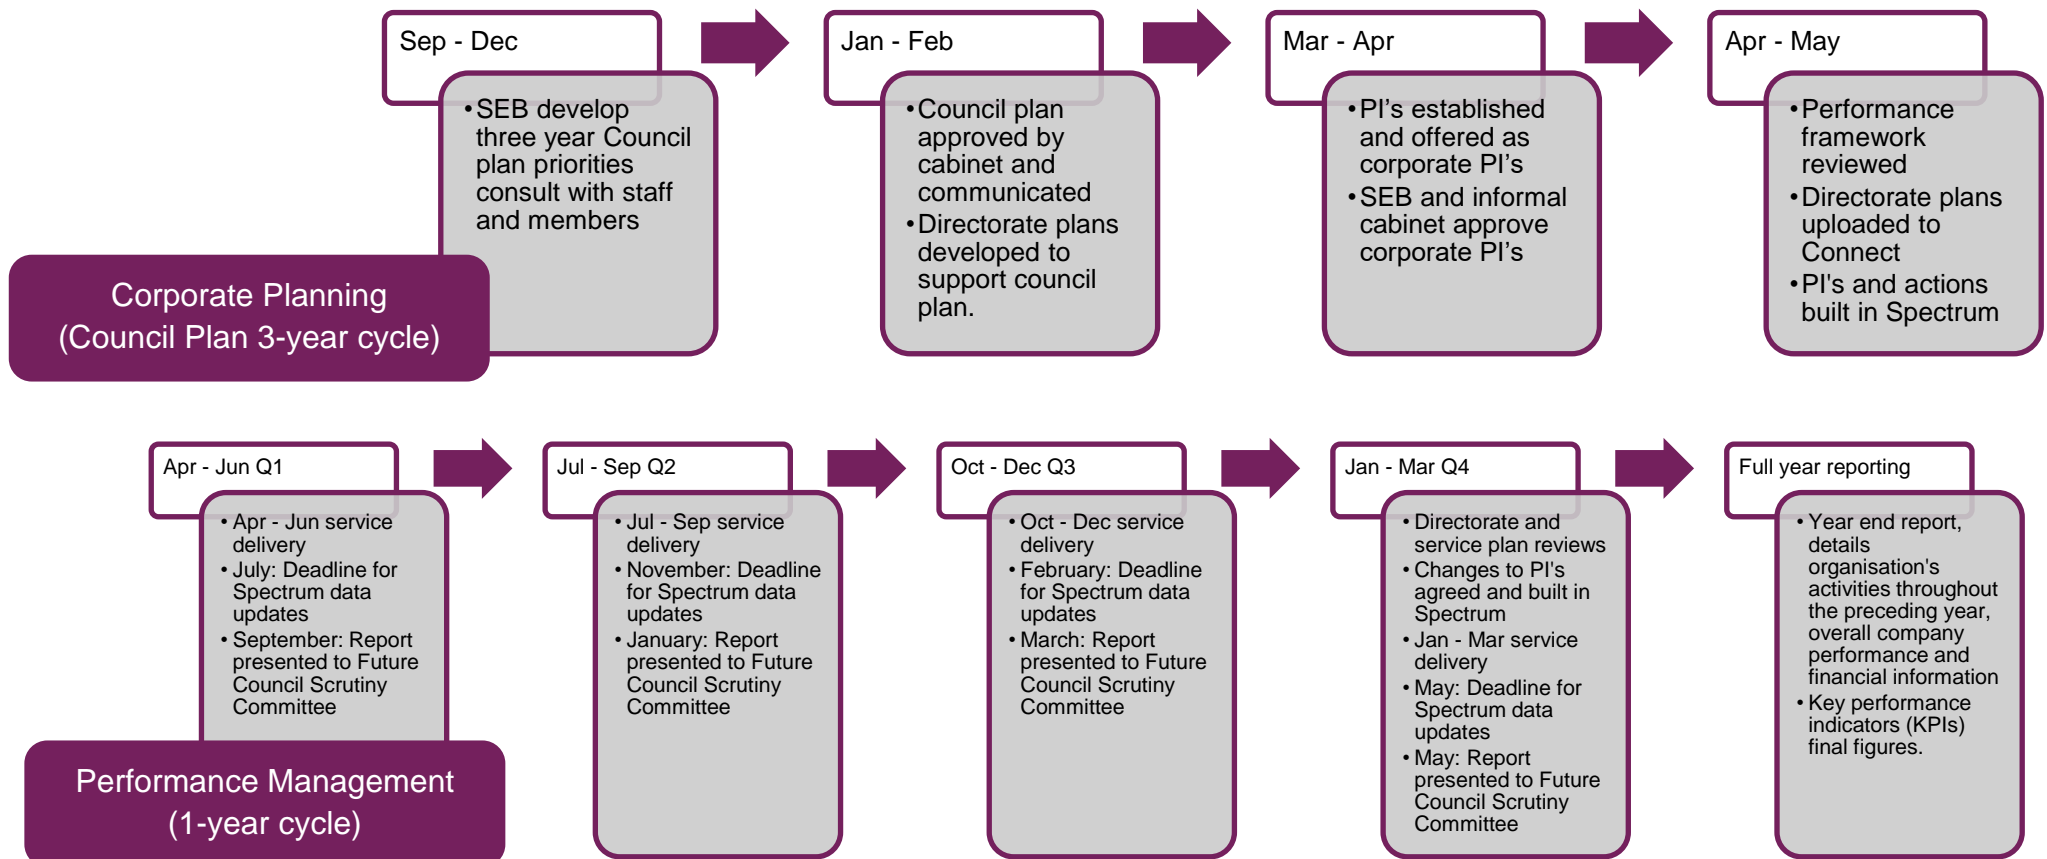 Sep - Dec
•SEB develop
three year Council
plan priorities
consult with staff
and members
Jan - Feb
•Council plan
approved by
cabinet and
communicated
•Directorate plans
developed to
support council
plan.
Mar - Apr
•PI’s established
and offered as
corporate PI’s
•SEB and informal
cabinet approve
corporate PI’s
Apr - May
•Performance
framework
reviewed
•Directorate plans
uploaded to
Connect
•PI's and actions
built in Spectrum
Corporate Planning
(Council Plan 3-year cycle)
Apr - Jun Q1
• Apr - Jun service
delivery
• July: Deadline for
Spectrum data
updates
• September: Report
presented to Future
Council Scrutiny
Committee
Jul - Sep Q2
• Jul - Sep service
delivery
• November: Deadline
for Spectrum data
updates
• January: Report
presented to Future
Council Scrutiny
Committee
Oct - Dec Q3
• Oct - Dec service
delivery
• February: Deadline
for Spectrum data
updates
• March: Report
presented to Future
Council Scrutiny
Committee
Jan - Mar Q4
• Directorate and
service plan reviews
• Changes to PI's
agreed and built in
Spectrum
• Jan - Mar service
delivery
• May: Deadline for
Spectrum data
updates
• May: Report
presented to Future
Council Scrutiny
Committee
Full year reporting
• Year end report,
details
organisation's
activities throughout
the preceding year,
overall company
performance and
financial information
• Key performance
indicators (KPIs)
final figures.
Performance Management
(1-year cycle)